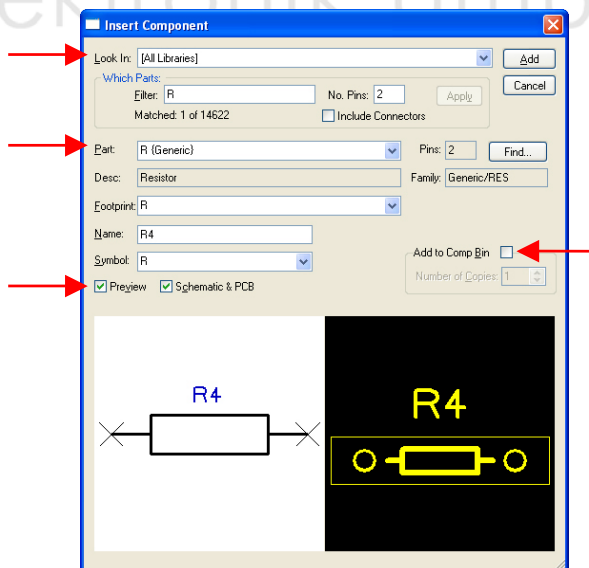 Insert Component
Look In: [All Libraries] Add
Which Parts: Cancel
Filter: R No. Pins: 2 Apply
Matched: 1 of 14622 Include Connectors
Part: R {Generic} Pins: 2 Find...
Desc: Resistor Family: Generic/RES
Footprint: R
Name: R4
Symbol: R Add to Comp Bin
Preview Schematic & PCB Number of Copies: 1
R4 R4